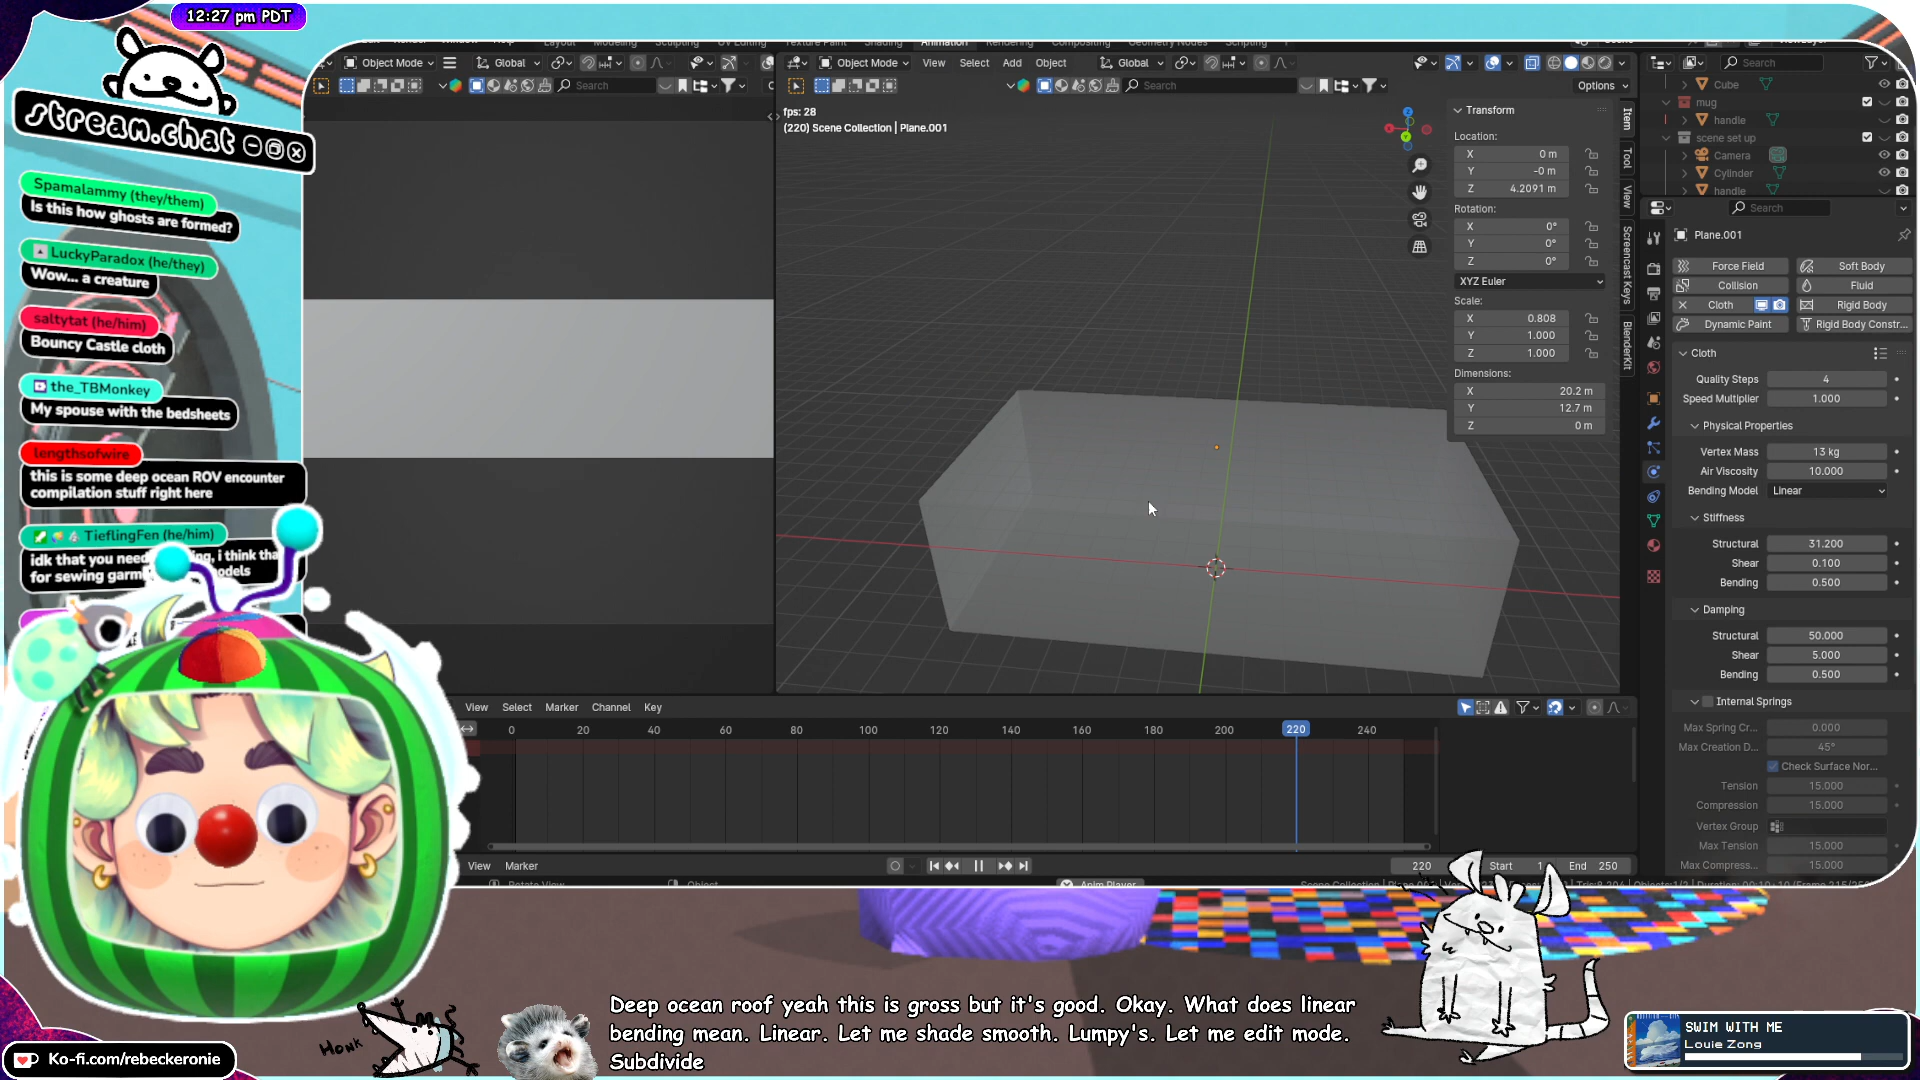 12:27 pm PDT
stream.chat
Spamalammy (they/them)
Is this how ghosts are formed?
LuckyParadox (he/they)
Wow... a creature
saltytat (he/him)
Bouncy Castle cloth
the_TBMonkey
My spouse with the bedsheets
lengthsofwire
this is some deep ocean ROV encounter
compilation stuff right here
TieflingFen (he/him)
idk that you need
i think tha
for sewing garm
odels
Object Mode
Global
Search
Object Mode
View
Select
Add
Object
Global
Search
Options
fps: 28
(220) Scene Collection | Plane.001
Transform
Location:
X 0 m
Y -0 m
Z 4.2091 m
Rotation:
X 0°
Y 0°
Z 0°
XYZ Euler
Scale:
X 0.808
Y 1.000
Z 1.000
Dimensions:
X 20.2 m
Y 12.7 m
Z 0 m
Item
Tool
View
Screencast Keys
BlenderKit
Search
Cube
mug
handle
scene set up
Camera
Cylinder
handle
Search
Plane.001
Force Field
Soft Body
Collision
Fluid
Cloth
Rigid Body
Dynamic Paint
Rigid Body Constr...
Cloth
Quality Steps 4
Speed Multiplier 1.000
Physical Properties
Vertex Mass 13 kg
Air Viscosity 10.000
Bending Model Linear
Stiffness
Structural 31.200
Shear 0.100
Bending 0.500
Damping
Structural 50.000
Shear 5.000
Bending 0.500
Internal Springs
Max Spring Cr... 0.000
Max Creation D... 45°
Check Surface Nor...
Tension 15.000
Compression 15.000
Vertex Group
Max Tension 15.000
Max Compress... 15.000
View Select Marker Channel Key
0 20 40 60 80 100 120 140 160 180 200 220 240
View Marker
220 Start 1 End 250
Honk
Deep ocean roof yeah this is gross but it's good. Okay. What does linear
bending mean. Linear. Let me shade smooth. Lumpy's. Let me edit mode.
Subdivide
Ko-fi.com/rebeckeronie
SWIM WITH ME
Louie Zong